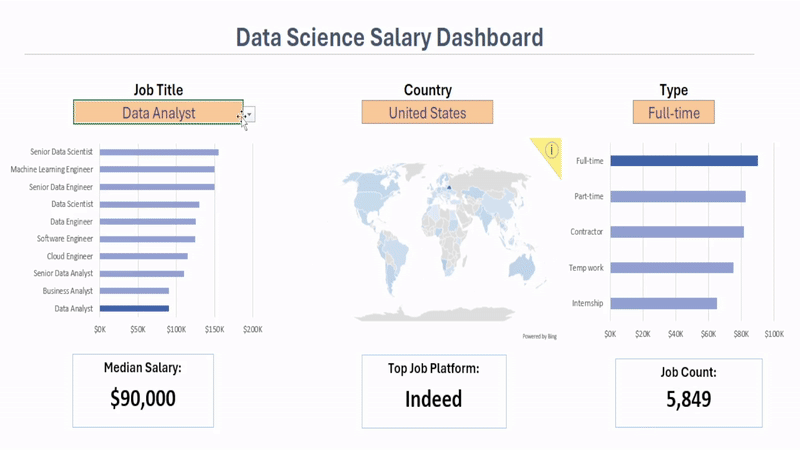 Data Science Salary Dashboard
Job Title
Data Analyst
Country
United States
Type
Full-time
Senior Data Scientist
Machine Learning Engineer
Senior Data Engineer
Data Scientist
Data Engineer
Software Engineer
Cloud Engineer
Senior Data Analyst
Business Analyst
Data Analyst
$0K $50K $100K $150K $200K
Powered by Bing
Full-time
Part-time
Contractor
Temp work
Internship
$0K $20K $40K $60K $80K $100K
Median Salary:
$90,000
Top Job Platform:
Indeed
Job Count:
5,849